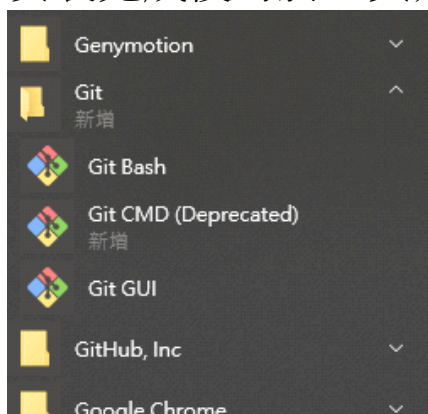 Genymotion
Git
新增
Git Bash
Git CMD (Deprecated)
新增
Git GUI
GitHub, Inc
Google Chrome